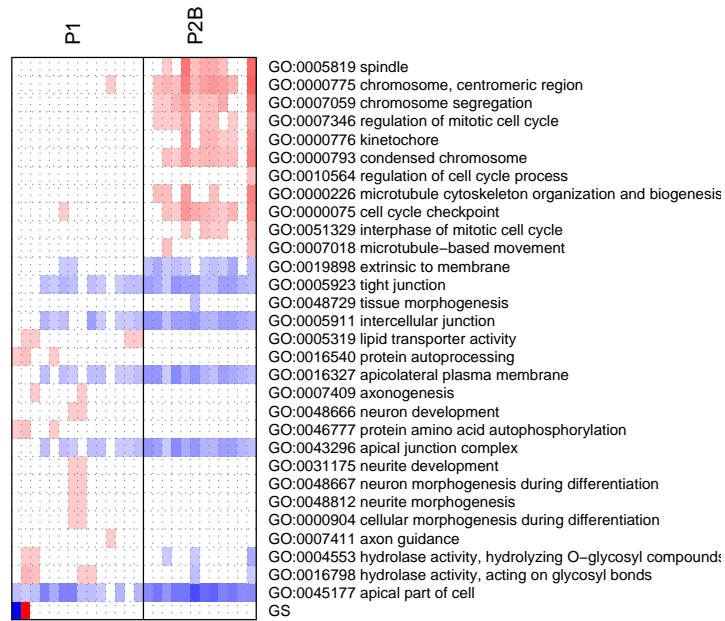 P1
P2B
GO:0005819 spindle
GO:0000775 chromosome, centromeric region
GO:0007059 chromosome segregation
GO:0007346 regulation of mitotic cell cycle
GO:0000776 kinetochore
GO:0000793 condensed chromosome
GO:0010564 regulation of cell cycle process
GO:0000226 microtubule cytoskeleton organization and biogenesis
GO:0000075 cell cycle checkpoint
GO:0051329 interphase of mitotic cell cycle
GO:0007018 microtubule−based movement
GO:0019898 extrinsic to membrane
GO:0005923 tight junction
GO:0048729 tissue morphogenesis
GO:0005911 intercellular junction
GO:0005319 lipid transporter activity
GO:0016540 protein autoprocessing
GO:0016327 apicolateral plasma membrane
GO:0007409 axonogenesis
GO:0048666 neuron development
GO:0046777 protein amino acid autophosphorylation
GO:0043296 apical junction complex
GO:0031175 neurite development
GO:0048667 neuron morphogenesis during differentiation
GO:0048812 neurite morphogenesis
GO:0000904 cellular morphogenesis during differentiation
GO:0007411 axon guidance
GO:0004553 hydrolase activity, hydrolyzing O−glycosyl compounds
GO:0016798 hydrolase activity, acting on glycosyl bonds
GO:0045177 apical part of cell
GS